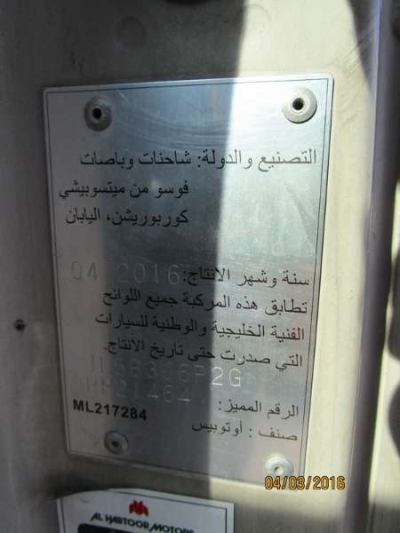 التصنيع والدولة: شاحنات وباصات
فوسو من ميتسوبيشي
كوربوريشن، اليابان
سنة وشهر الانتاج: 04 2016
تطابق هذه المركبة جميع اللوائح
الفنية الخليجية والوطنية للسيارات
التي صدرت حتى تاريخ الانتاج.
الرقم المميز:
ML217284
صنف : أوتوبيس
04/03/2016
AL HABTOOR MOTORS